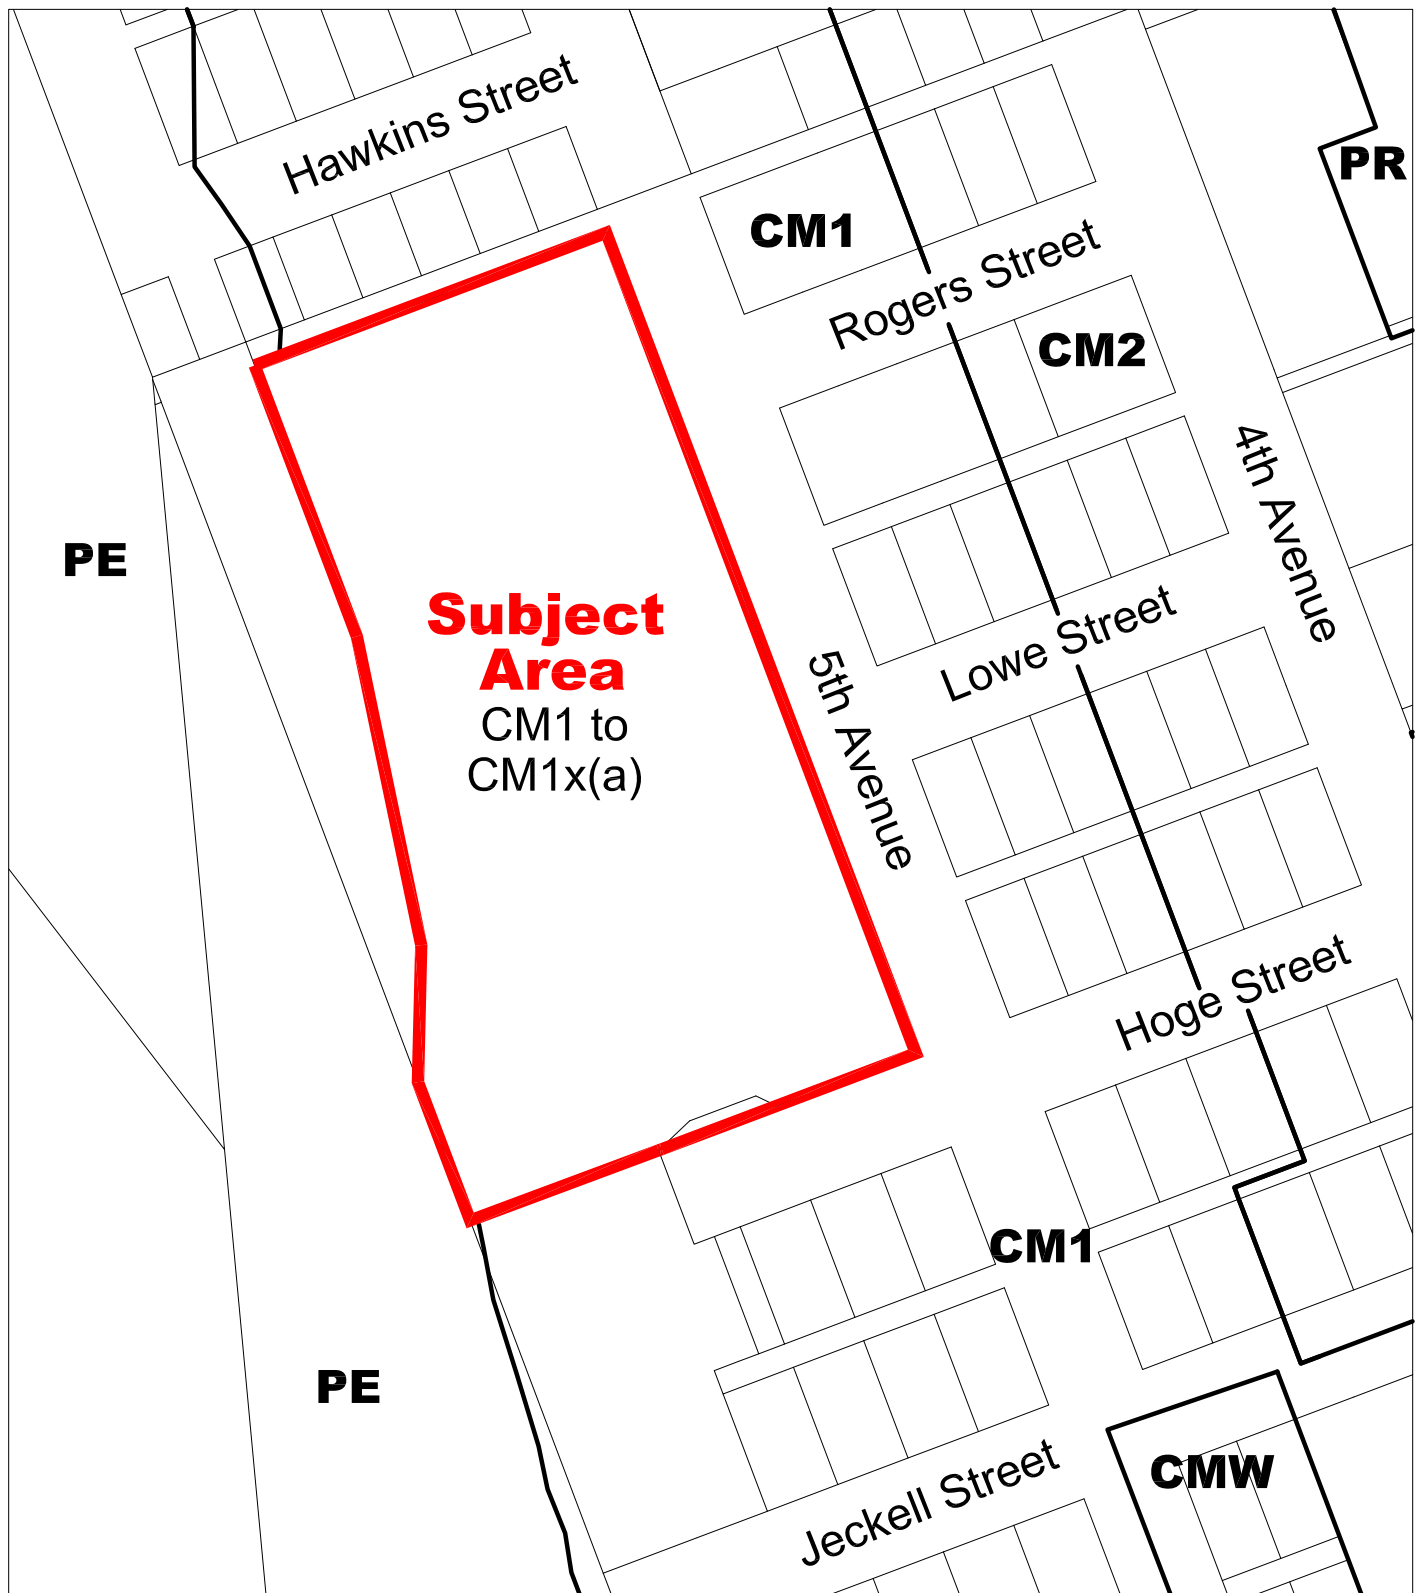 Hawkins Street
PR
CM1
Rogers Street
CM2
4th Avenue
PE
Subject
Area
CM1 to
CM1x(a)
Lowe Street
5th Avenue
Hoge Street
CM1
PE
CMW
Jeckell Street